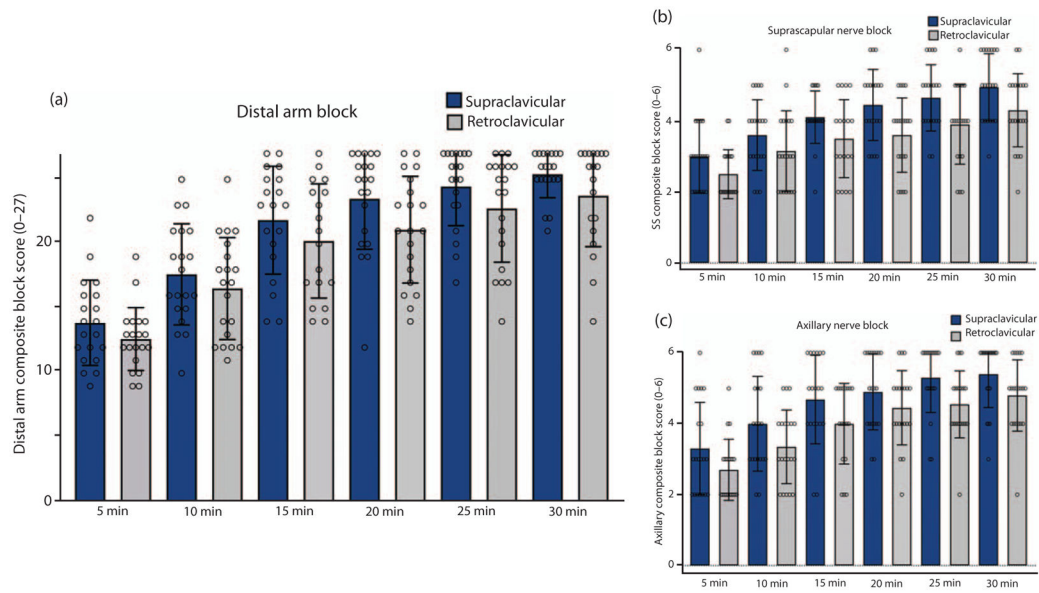 (a)
Distal arm block
Supraclavicular
Retroclavicular
Distal arm composite block score (0–27)
20
10
0
5 min
10 min
15 min
20 min
25 min
30 min
(b)
Suprascapular nerve block
Supraclavicular
Retroclavicular
SS composite block score (0–6)
6
4
2
0
5 min
10 min
15 min
20 min
25 min
30 min
(c)
Axillary nerve block
Supraclavicular
Retroclavicular
Axillary composite block score (0–6)
6
4
2
0
5 min
10 min
15 min
20 min
25 min
30 min